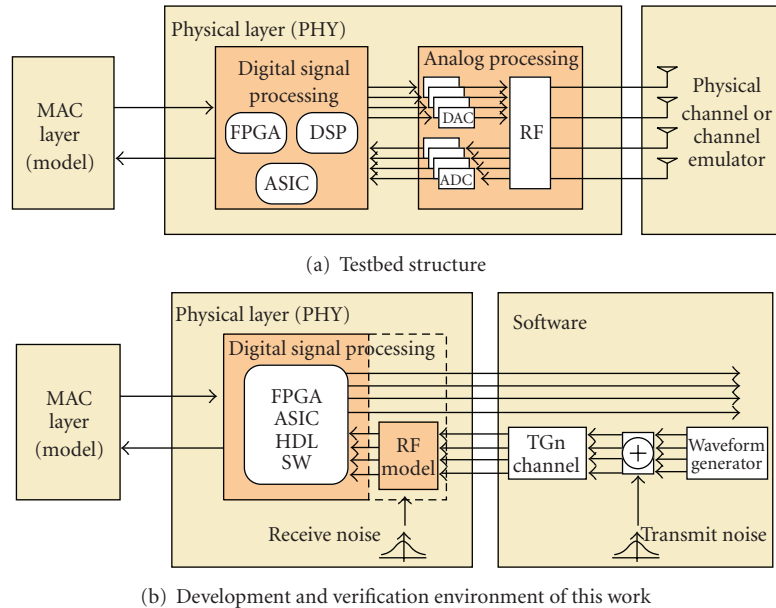 Physical layer (PHY)
MAC
layer
(model)
Digital signal
processing
FPGA
DSP
ASIC
Analog processing
DAC
ADC
RF
Physical
channel or
channel
emulator
(a) Testbed structure
Physical layer (PHY)
MAC
layer
(model)
Digital signal processing
FPGA
ASIC
HDL
SW
RF
model
Receive noise
Software
TGn
channel
+
Waveform
generator
Transmit noise
(b) Development and verification environment of this work